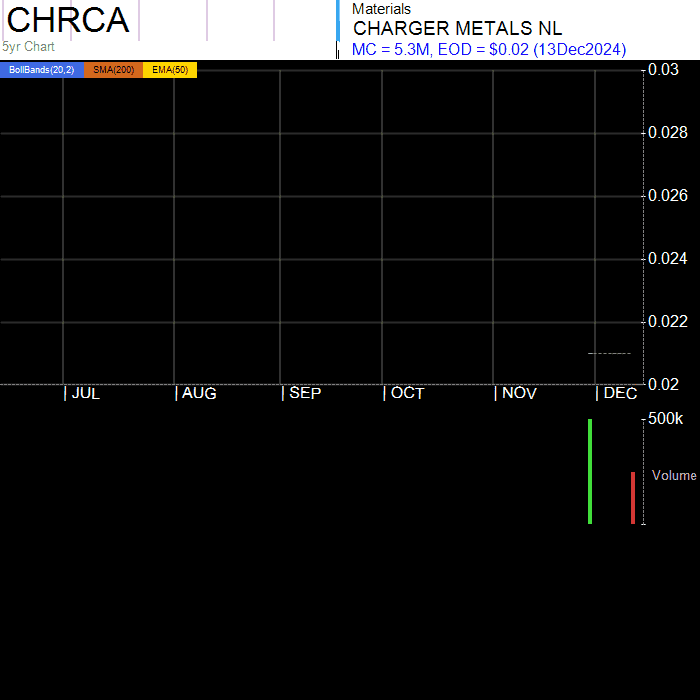 CHRCA
5yr Chart
Materials
CHARGER METALS NL
MC = 5.3M, EOD = $0.02 (13Dec2024)
BollBands(20,2) SMA(200) EMA(50)
0.03
0.028
0.026
0.024
0.022
0.02
| JUL | AUG | SEP | OCT | NOV | DEC
500k
Volume